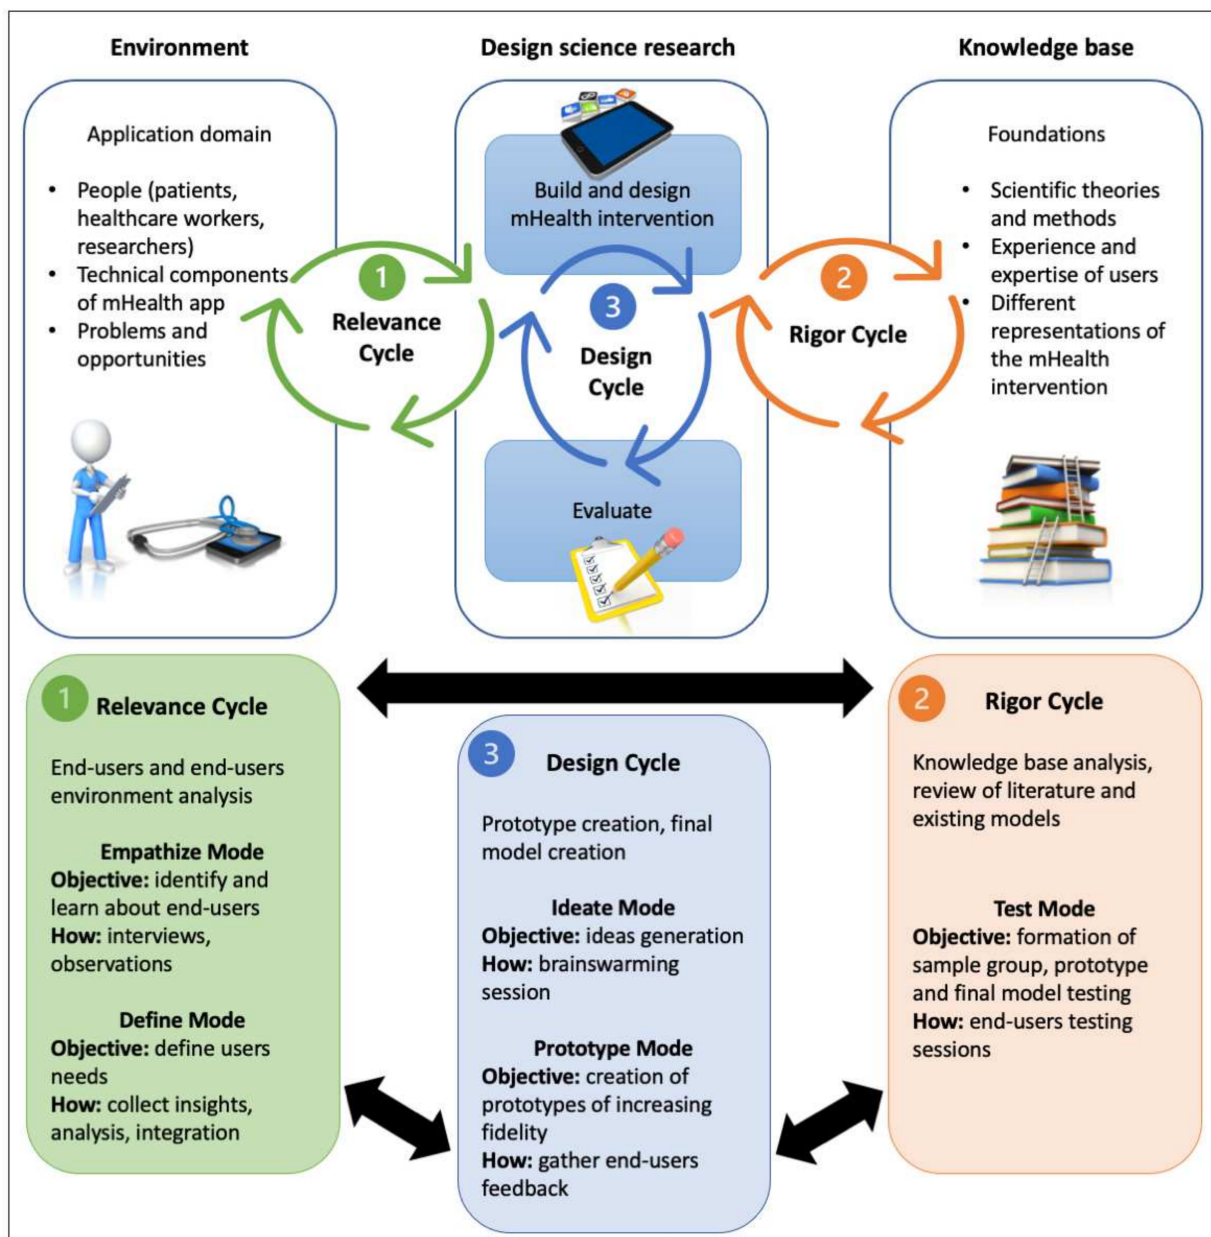 Environment
Design science research
Knowledge base
Application domain
• People (patients,
healthcare workers,
researchers)
• Technical components
of mHealth app
• Problems and
opportunities
1
Relevance
Cycle
Build and design
mHealth intervention
3
Design
Cycle
Evaluate
2
Rigor Cycle
Foundations
• Scientific theories
and methods
• Experience and
expertise of users
• Different
representations of
the mHealth
intervention
1
Relevance Cycle
End-users and end-users
environment analysis
Empathize Mode
Objective: identify and
learn about end-users
How: interviews,
observations
Define Mode
Objective: define users
needs
How: collect insights,
analysis, integration
3
Design Cycle
Prototype creation, final
model creation
Ideate Mode
Objective: ideas generation
How: brainswarming
session
Prototype Mode
Objective: creation of
prototypes of increasing
fidelity
How: gather end-users
feedback
2
Rigor Cycle
Knowledge base analysis,
review of literature and
existing models
Test Mode
Objective: formation of
sample group, prototype
and final model testing
How: end-users testing
sessions